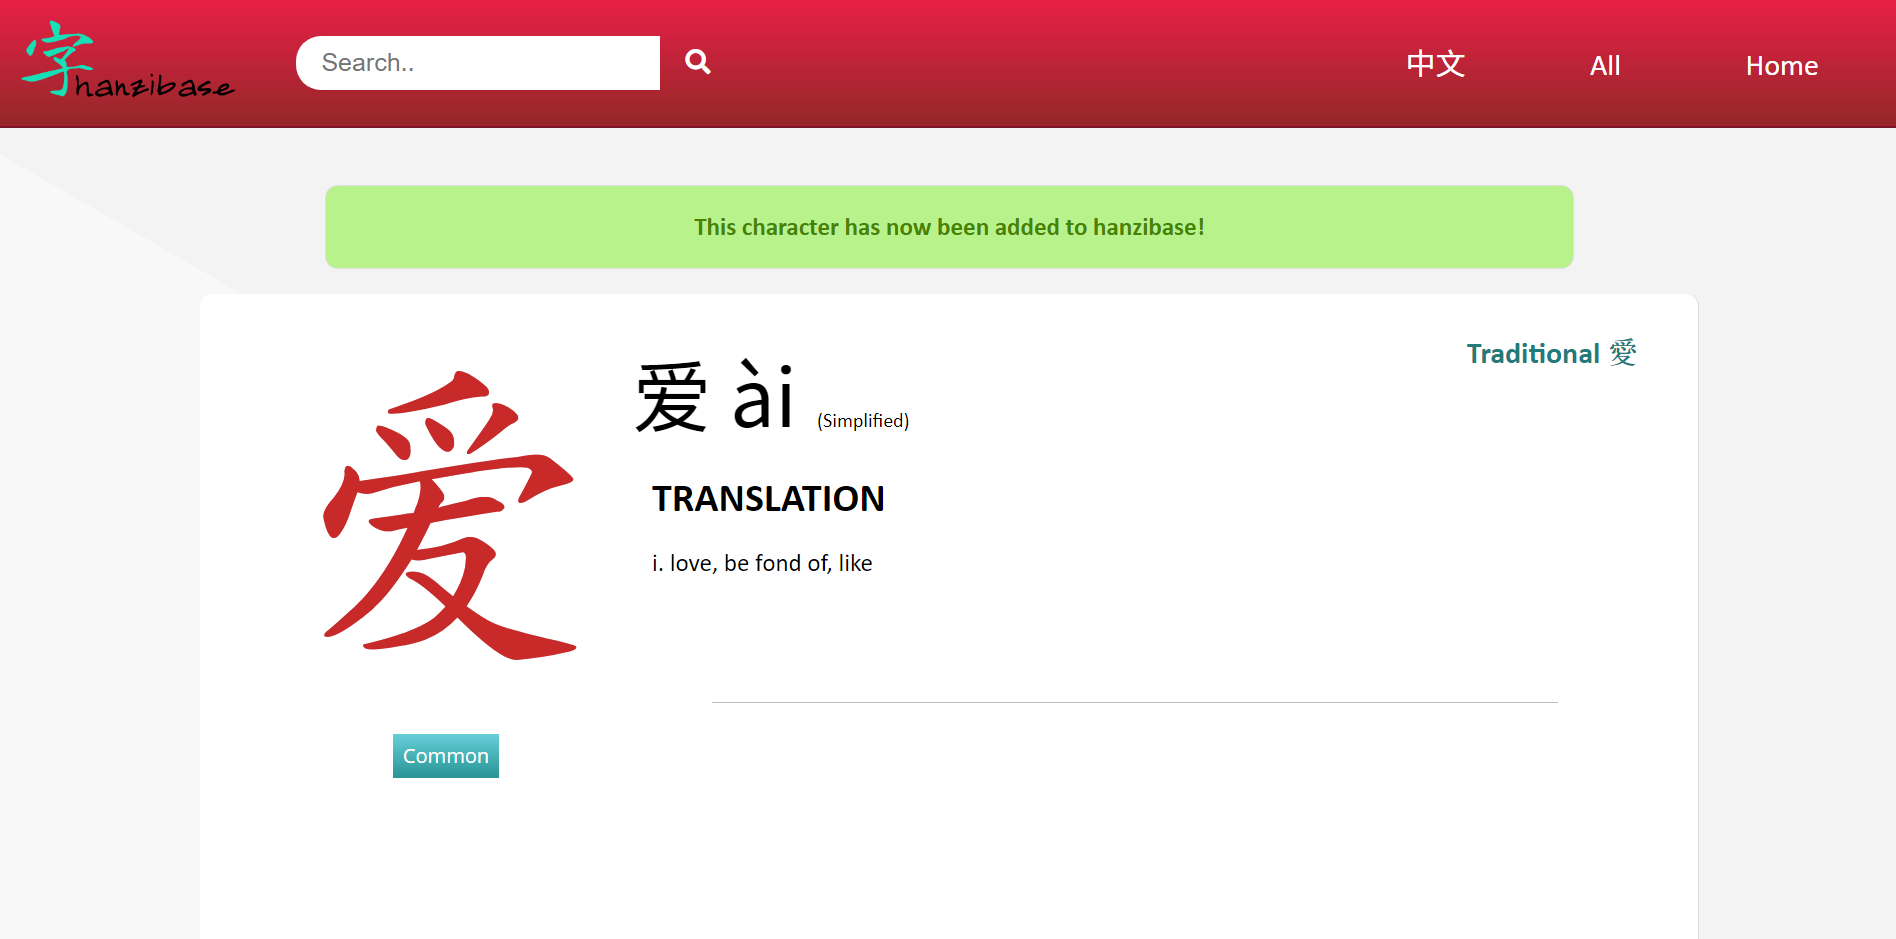 字hanzibase
Search..
中文
All
Home
This character has now been added to hanzibase!
Traditional 愛
爱
爱 ài (Simplified)
TRANSLATION
i. love, be fond of, like
Common